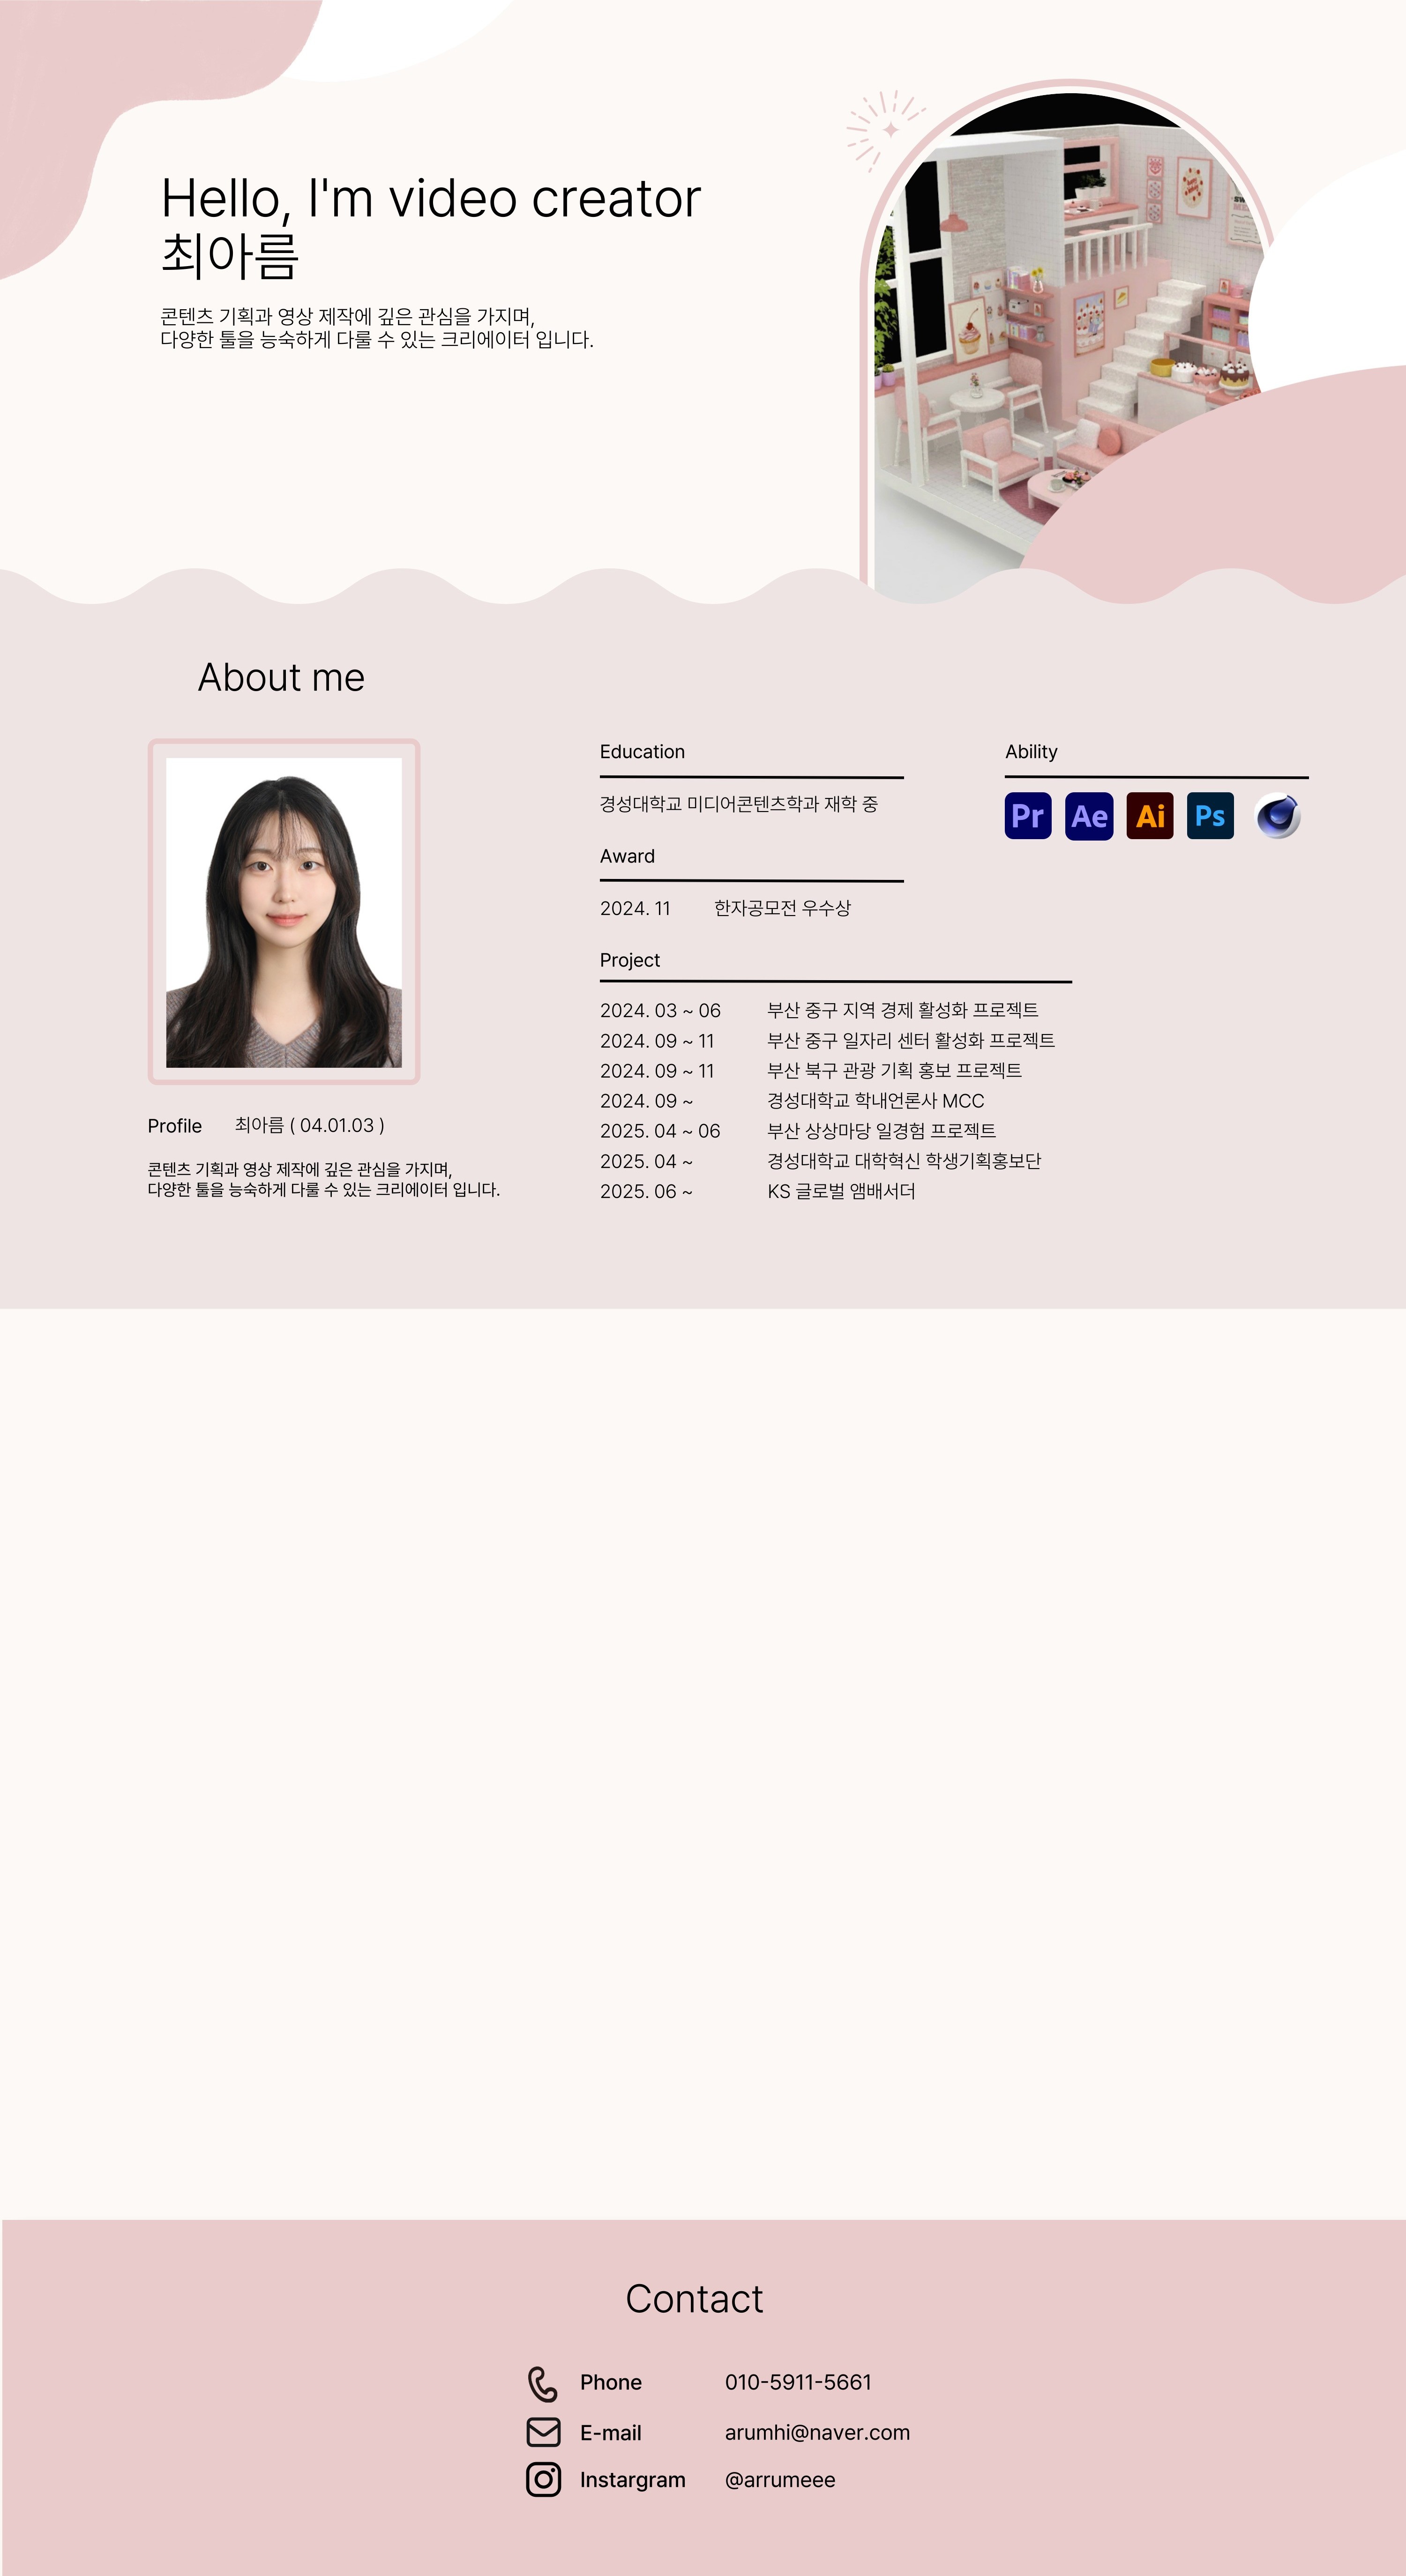 Hello, I'm video creator
최아름
콘텐츠 기획과 영상 제작에 깊은 관심을 가지며,
다양한 툴을 능숙하게 다룰 수 있는 크리에이터 입니다.
About me
Profile 최아름 ( 04.01.03 )
콘텐츠 기획과 영상 제작에 깊은 관심을 가지며,
다양한 툴을 능숙하게 다룰 수 있는 크리에이터 입니다.
Education
경성대학교 미디어콘텐츠학과 재학 중
Award
2024. 11 한자공모전 우수상
Project
2024. 03 ~ 06 부산 중구 지역 경제 활성화 프로젝트
2024. 09 ~ 11 부산 중구 일자리 센터 활성화 프로젝트
2024. 09 ~ 11 부산 북구 관광 기획 홍보 프로젝트
2024. 09 ~ 경성대학교 학내언론사 MCC
2025. 04 ~ 06 부산 상상마당 일경험 프로젝트
2025. 04 ~ 경성대학교 대학혁신 학생기획홍보단
2025. 06 ~ KS 글로벌 앰배서더
Ability
Pr Ae Ai Ps
Contact
Phone 010-5911-5661
E-mail arumhi@naver.com
Instargram @arrumeee